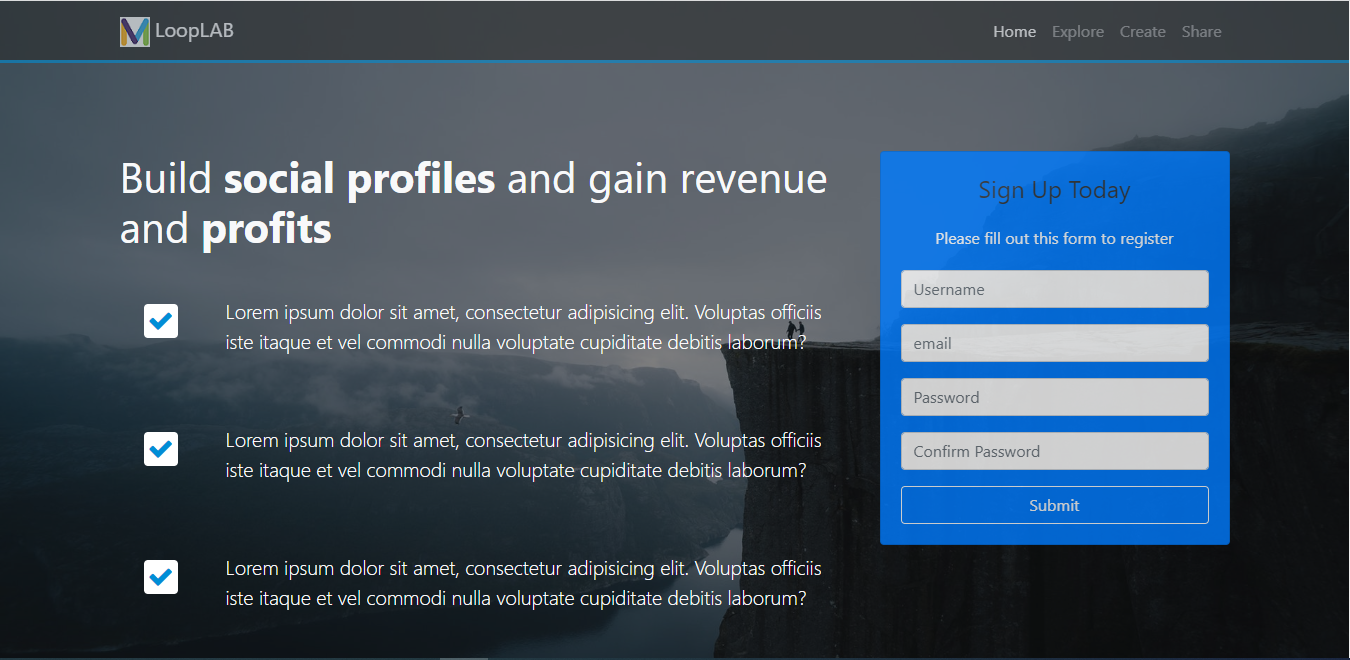 LoopLAB
Home Explore Create Share
Build social profiles and gain revenue
and profits
Lorem ipsum dolor sit amet, consectetur adipisicing elit. Voluptas officiis
iste itaque et vel commodi nulla voluptate cupiditate debitis laborum?
Lorem ipsum dolor sit amet, consectetur adipisicing elit. Voluptas officiis
iste itaque et vel commodi nulla voluptate cupiditate debitis laborum?
Lorem ipsum dolor sit amet, consectetur adipisicing elit. Voluptas officiis
iste itaque et vel commodi nulla voluptate cupiditate debitis laborum?
Sign Up Today
Please fill out this form to register
Username
email
Password
Confirm Password
Submit